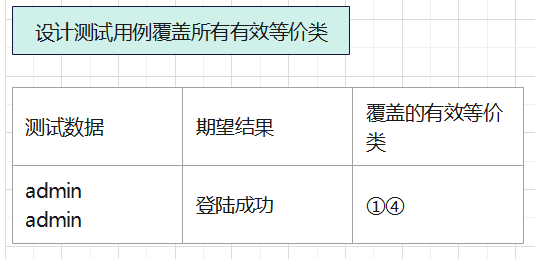 设计测试用例覆盖所有有效等价类
测试数据
期望结果
覆盖的有效等价
类
admin
admin
登陆成功
①④